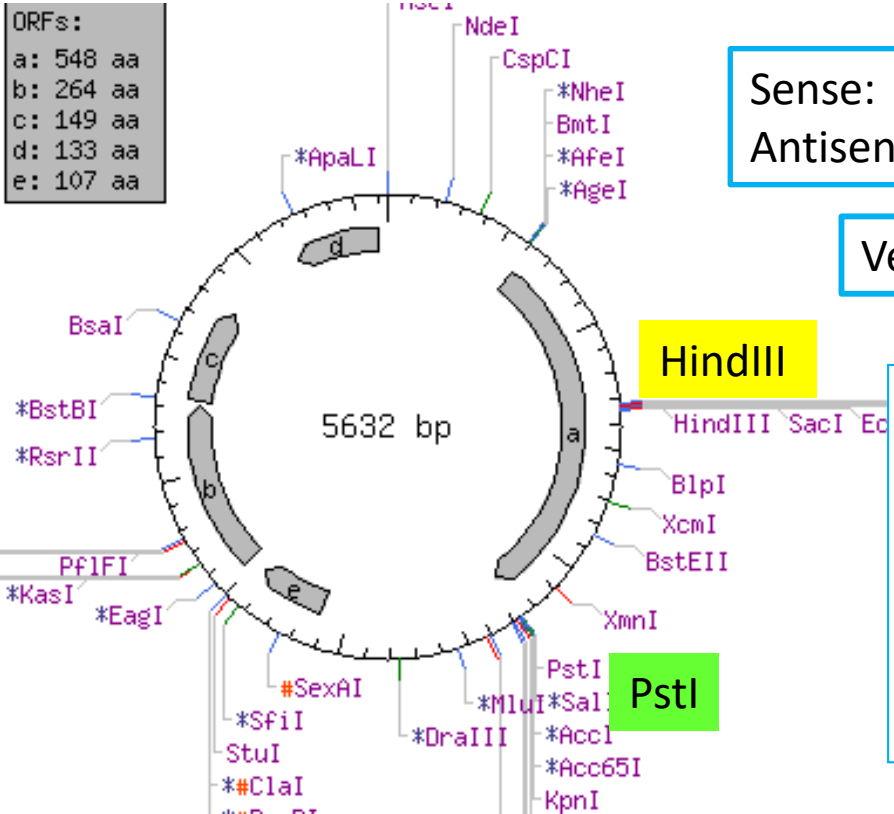 ORFs:
a: 548 aa
b: 264 aa
c: 149 aa
d: 133 aa
e: 107 aa
NdeI
CspCI
*NheI
BmtI
*AfeI
*AgeI
*ApaLI
Sense:
Antisen
Ve
d
BsaI
c
HindIII
*BstBI
5632 bp
HindIII SacI Ec
a
*RsrII
b
BlpI
XcmI
BstEII
PflFI
*KasI
*EagI
e
XmnI
PstI
PstI
#SexAI
*MluI
*SalI
*SfiI
*DraIII
*AccI
StuI
*Acc65I
*#ClaI
KpnI